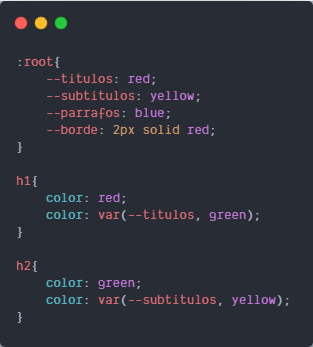 :root{
    --titulos: red;
    --subtitulos: yellow;
    --parrafos: blue;
    --borde: 2px solid red;
}

h1{
    color: red;
    color: var(--titulos, green);
}

h2{
    color: green;
    color: var(--subtitulos, yellow);
}